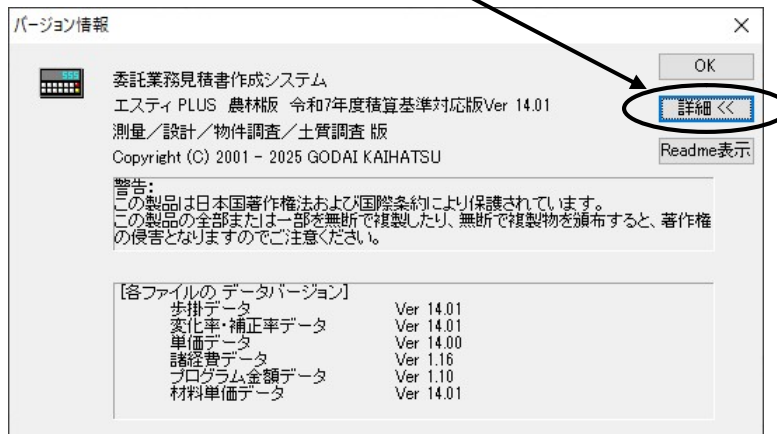 バージョン情報
OK
委託業務見積書作成システム
エスティ PLUS 農林版 令和7年度積算基準対応版Ver 14.01
詳細 <<
測量／設計／物件調査／土質調査 版
Readme表示
Copyright (C) 2001 - 2025 GODAI KAIHATSU
警告:
この製品は日本国著作権法および国際条約により保護されています。
この製品の全部または一部を無断で複製したり、無断で複製物を頒布すると、著作権
の侵害となりますのでご注意ください。
[各ファイルの データバージョン]
歩掛データ Ver 14.01
変化率・補正率データ Ver 14.01
単価データ Ver 14.00
諸経費データ Ver 1.16
プログラム金額データ Ver 1.10
材料単価データ Ver 14.01